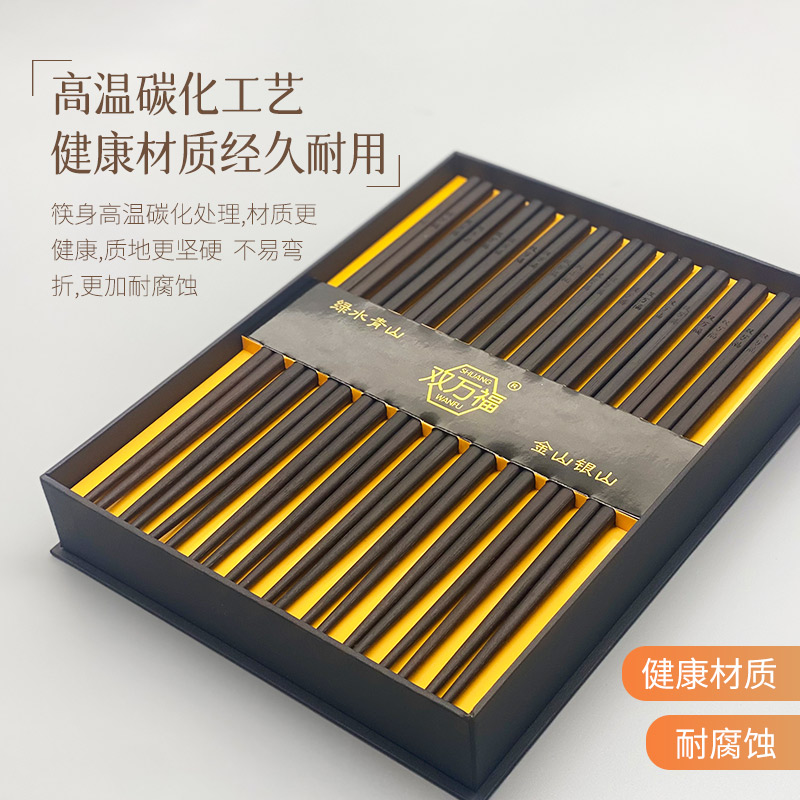 高温碳化工艺
健康材质经久耐用
筷身高温碳化处理,材质更
健康,质地更坚硬 不易弯
折,更加耐腐蚀
绿水青山
SHUANG
双万福®
WANFU
金山银山
健康材质
耐腐蚀